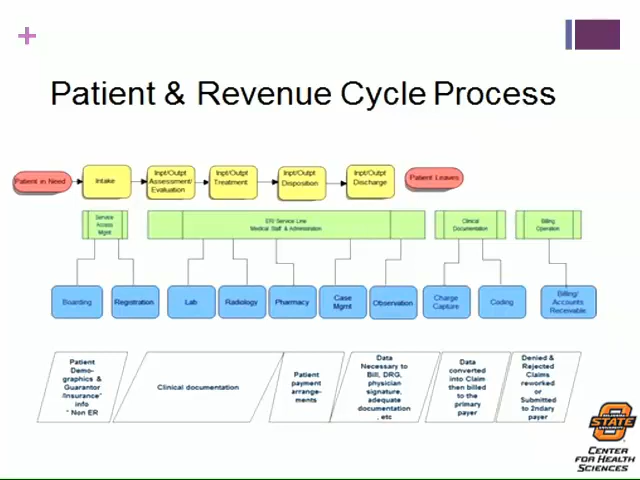 +
Patient & Revenue Cycle Process
Patient in Need
Intake
Inpt/Outpt
Assessment/
Evaluation
Inpt/Outpt
Treatment
Inpt/Outpt
Disposition
Inpt/Outpt
Discharge
Patient Leaves
Service
Access
Mgmt
Service Line
Medical Staff & Administration
Clinical
Documentation
Billing
Operation
Boarding
Registration
Lab
Radiology
Pharmacy
Case
Mgmt
Observation
Charge
Capture
Coding
Billing/
Accounts
Receivable
Patient
Demo-
graphics &
Guarantor
/Insurance"
info
* Non ER
Clinical documentation
Patient
payment
arrange-
ments
Data
Necessary to
Bill, DRG,
physician
signature,
adequate
documentation
, etc
Data
converted
into Claim
then billed
to the
primary
payer
Denied &
Rejected
Claims
reworked
or
Submitted
to 2ndary
payer
STATE
CENTER
FOR HEALTH
SCIENCES